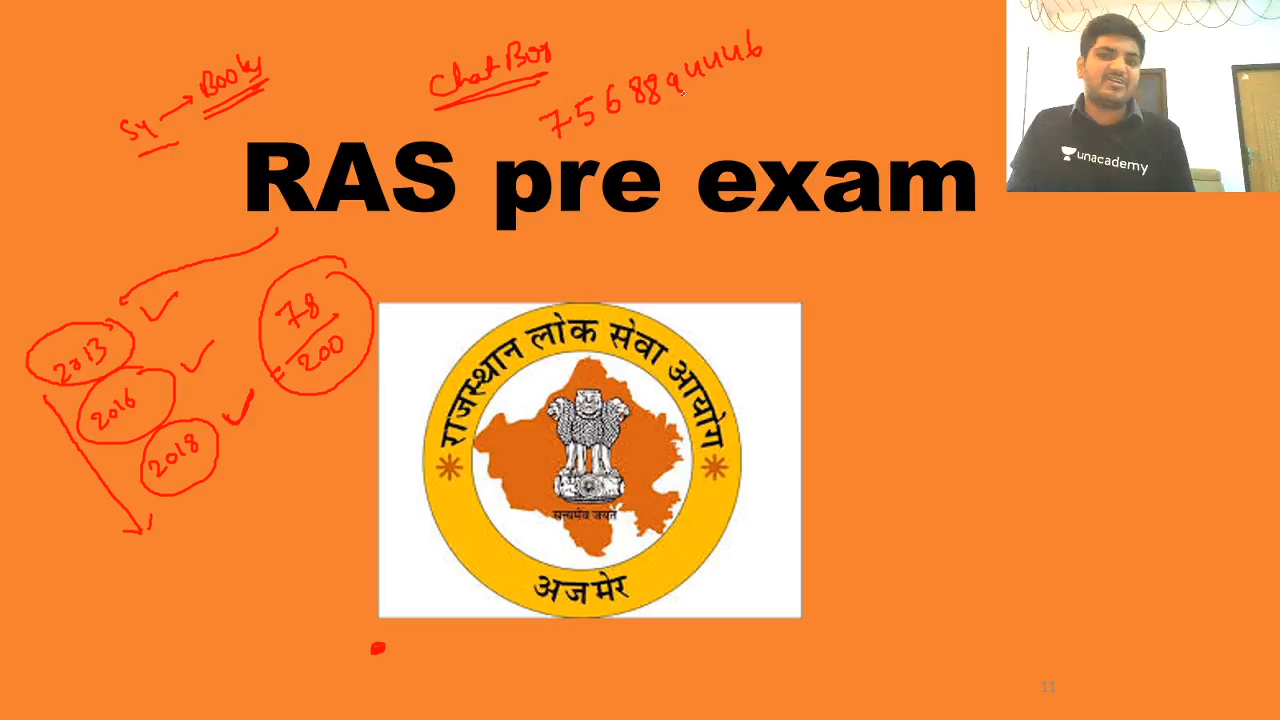 Sy → Books
Chat Box
7568894446
unacademy
RAS pre exam
2013
2016
2018
78
200
राजस्थान लोक सेवा आयोग
सत्यमेव जयते
अजमेर
11